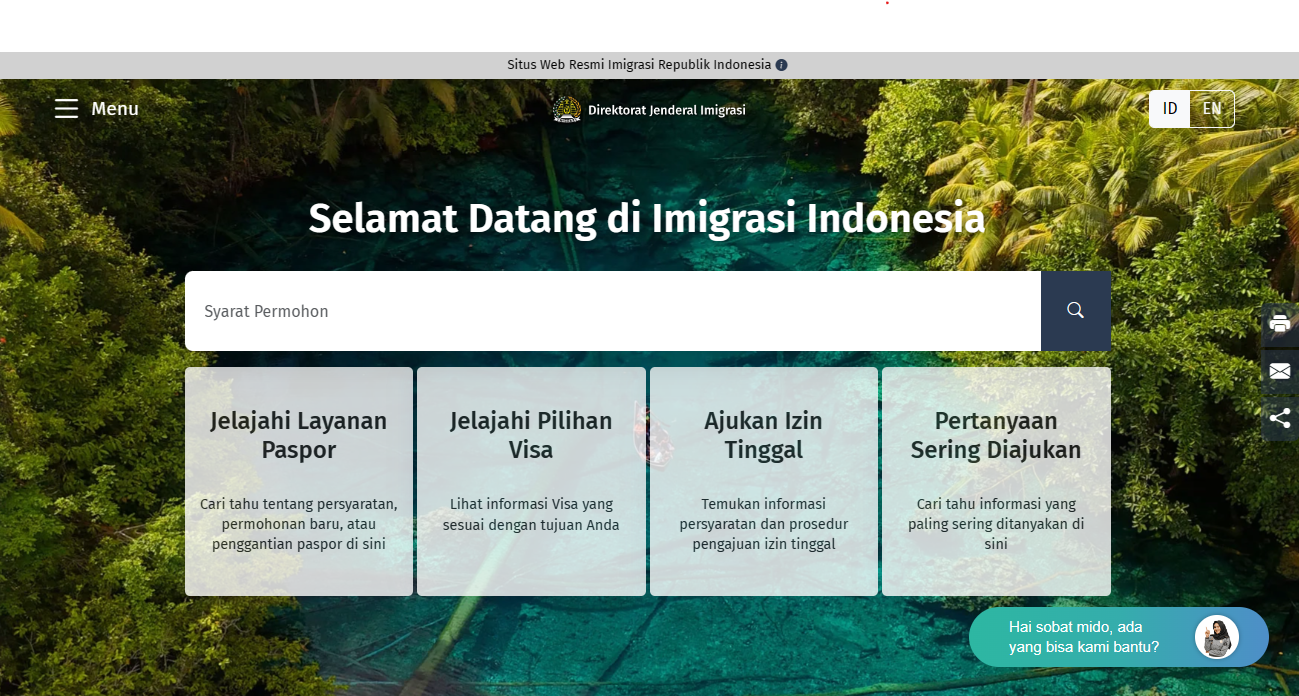 Situs Web Resmi Imigrasi Republik Indonesia
Menu
Direktorat Jenderal Imigrasi
ID
EN
Selamat Datang di Imigrasi Indonesia
Syarat Permohon
Jelajahi Layanan
Paspor
Cari tahu tentang persyaratan,
permohonan baru, atau
penggantian paspor di sini
Jelajahi Pilihan
Visa
Lihat informasi Visa yang
sesuai dengan tujuan Anda
Ajukan Izin
Tinggal
Temukan informasi
persyaratan dan prosedur
pengajuan izin tinggal
Pertanyaan
Sering Diajukan
Cari tahu informasi yang
paling sering ditanyakan di
sini
Hai sobat mido, ada
yang bisa kami bantu?